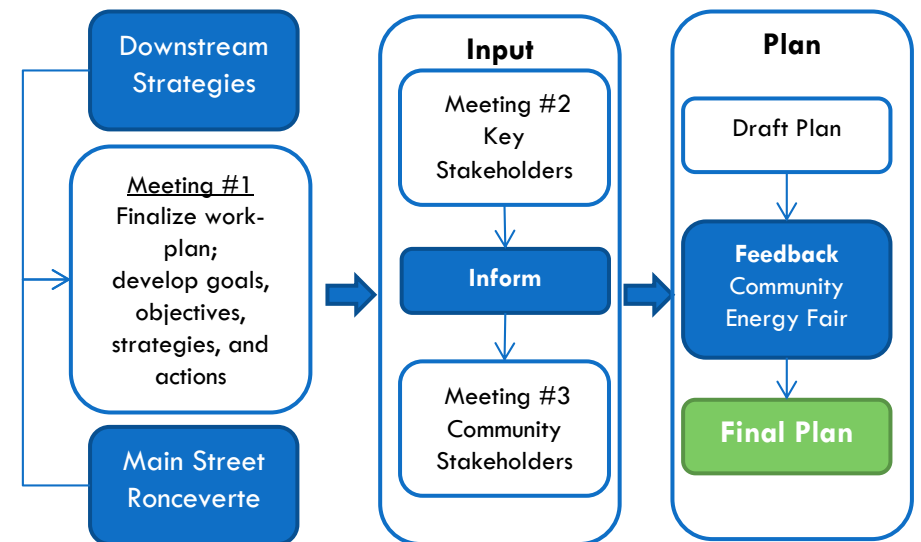 Downstream
Strategies
Meeting #1
Finalize work-
plan;
develop goals,
objectives,
strategies, and
actions
Main Street
Ronceverte
Input
Meeting #2
Key
Stakeholders
Inform
Meeting #3
Community
Stakeholders
Plan
Draft Plan
Feedback
Community
Energy Fair
Final Plan